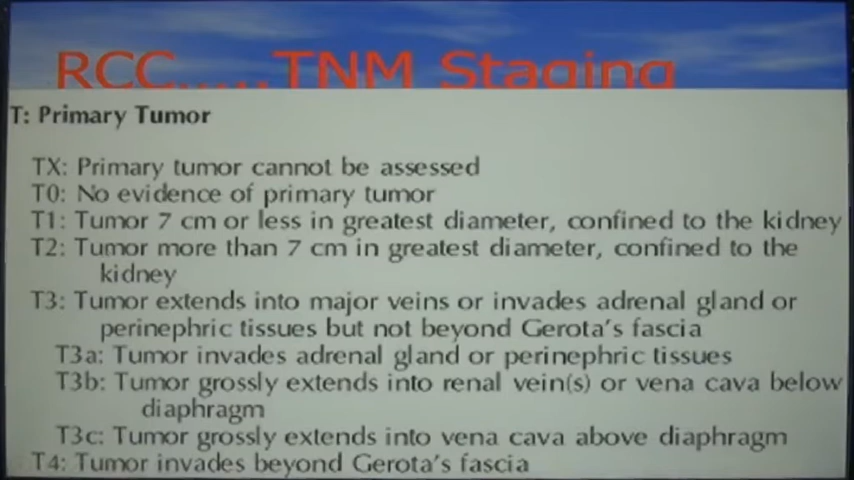 RCC.....TNM Staging
T: Primary Tumor
TX: Primary tumor cannot be assessed
T0: No evidence of primary tumor
T1: Tumor 7 cm or less in greatest diameter, confined to the kidney
T2: Tumor more than 7 cm in greatest diameter, confined to the
kidney
T3: Tumor extends into major veins or invades adrenal gland or
perinephric tissues but not beyond Gerota's fascia
T3a: Tumor invades adrenal gland or perinephric tissues
T3b: Tumor grossly extends into renal vein(s) or vena cava below
diaphragm
T3c: Tumor grossly extends into vena cava above diaphragm
T4: Tumor invades beyond Gerota's fascia